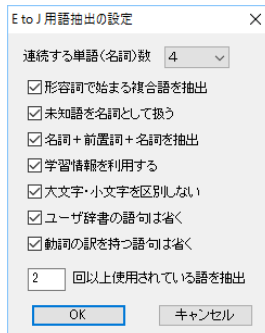 E to J 用語抽出の設定
連続する単語(名詞)数 4
形容詞で始まる複合語を抽出
未知語を名詞として扱う
名詞+前置詞+名詞を抽出
学習情報を利用する
大文字・小文字を区別しない
ユーザ辞書の語句は省く
動詞の訳を持つ語句は省く
2 回以上使用されている語を抽出
OK キャンセル